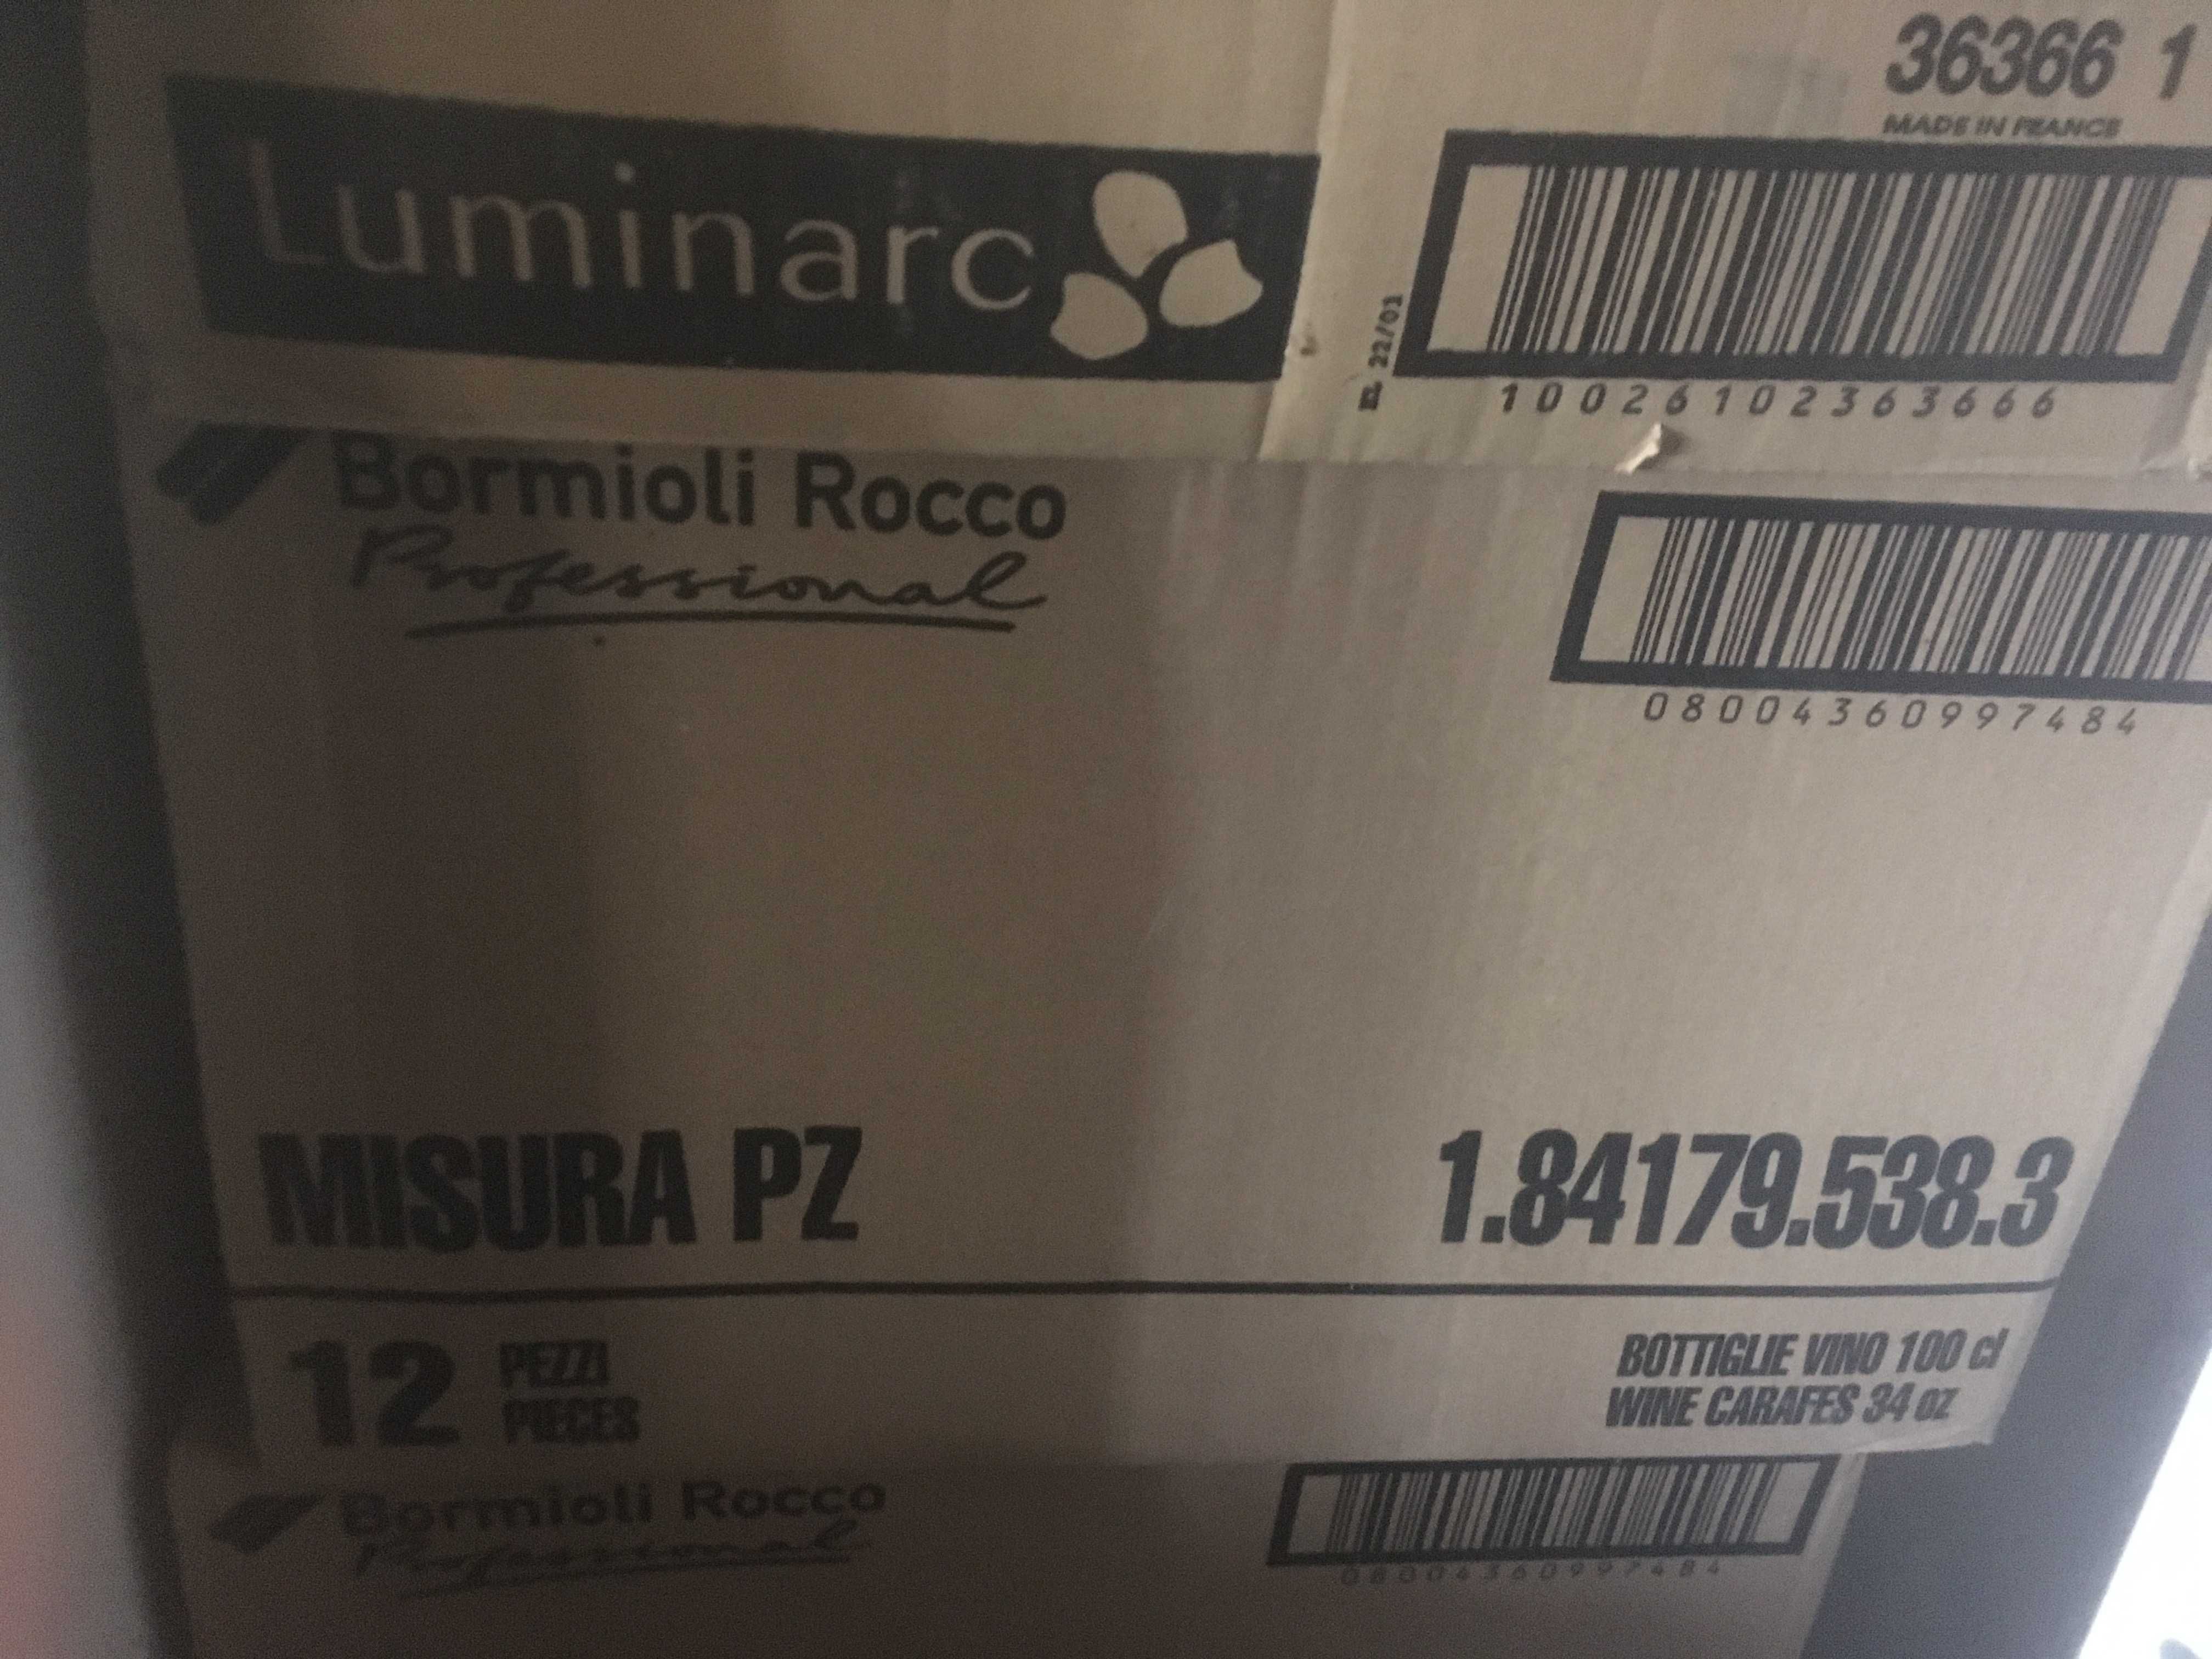 36366 1
MADE IN FRANCE
Luminarc
22/01
10026102363666
Bormioli Rocco
Professional
08004360997484
MISURA PZ
1.84179.538.3
12 PEZZI
PIECES
BOTTIGLIE VINO 100 cl
WINE CARAFES 34 oz
Bormioli Rocco
Professional
08004360997484